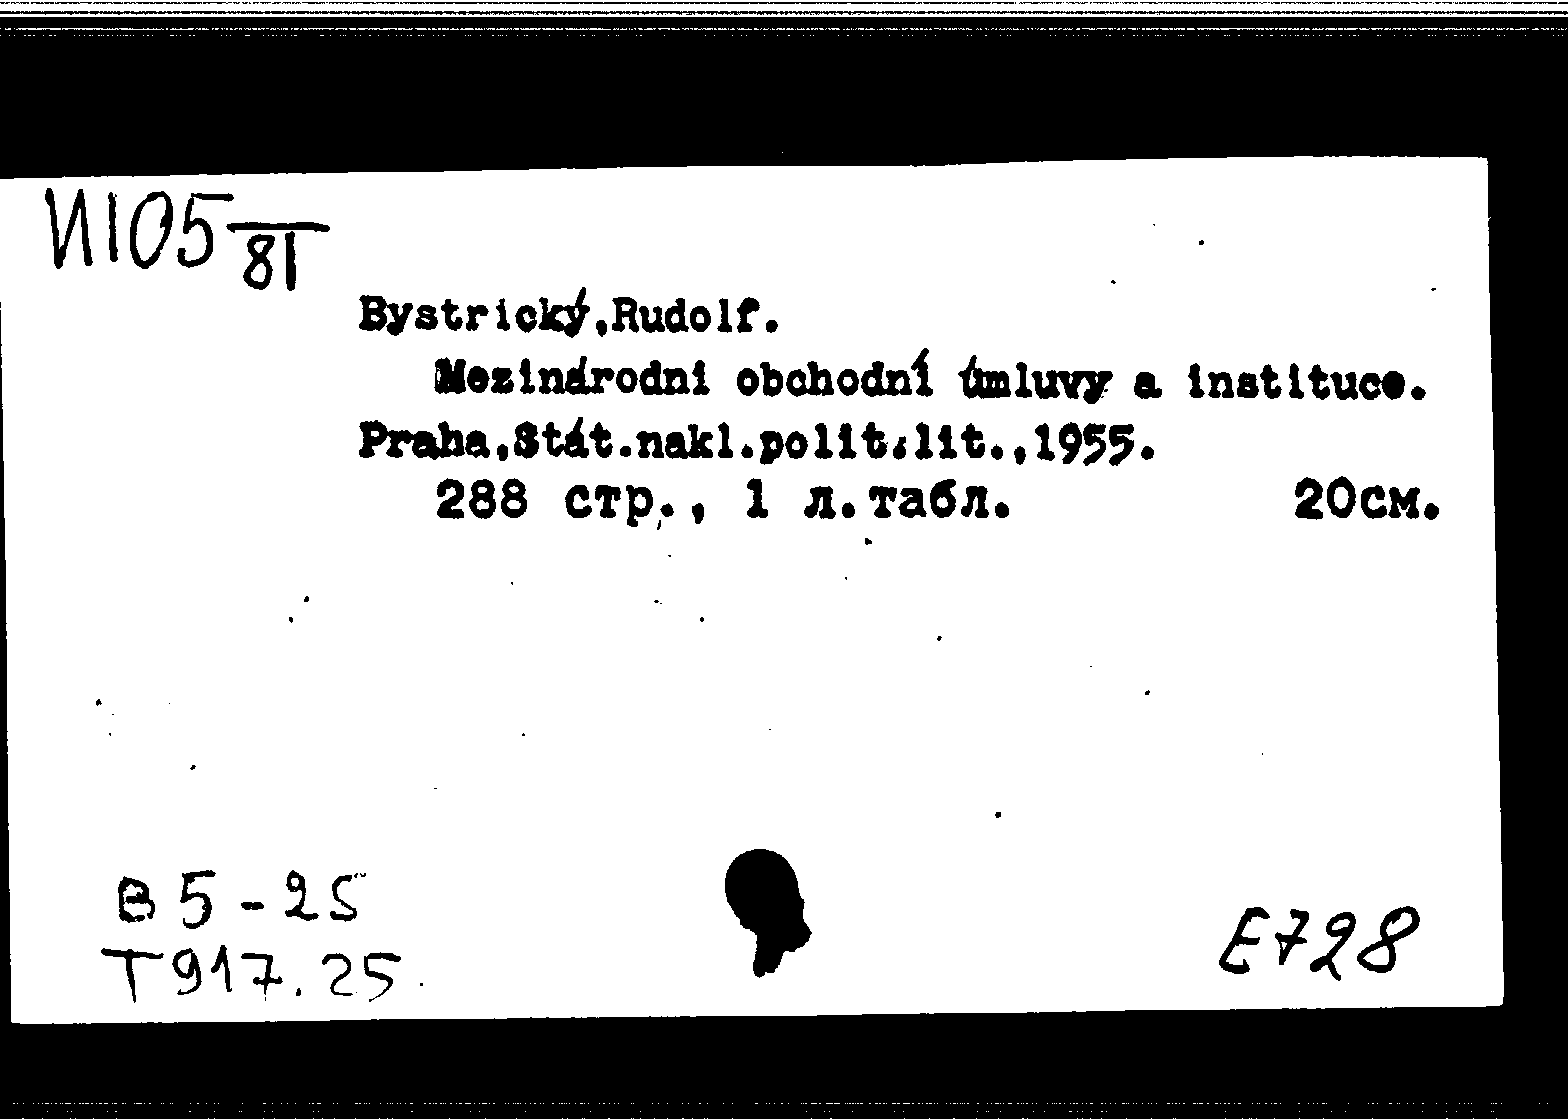 И105/81
Bystrický,Rudolf.
Mezinárodni obchodní úmluvy a instituce.
Praha,Stát.nakl.polit.lit.,1955.
288 стр., 1 л.табл. 20см.
В5-25
Т917.25
Е728